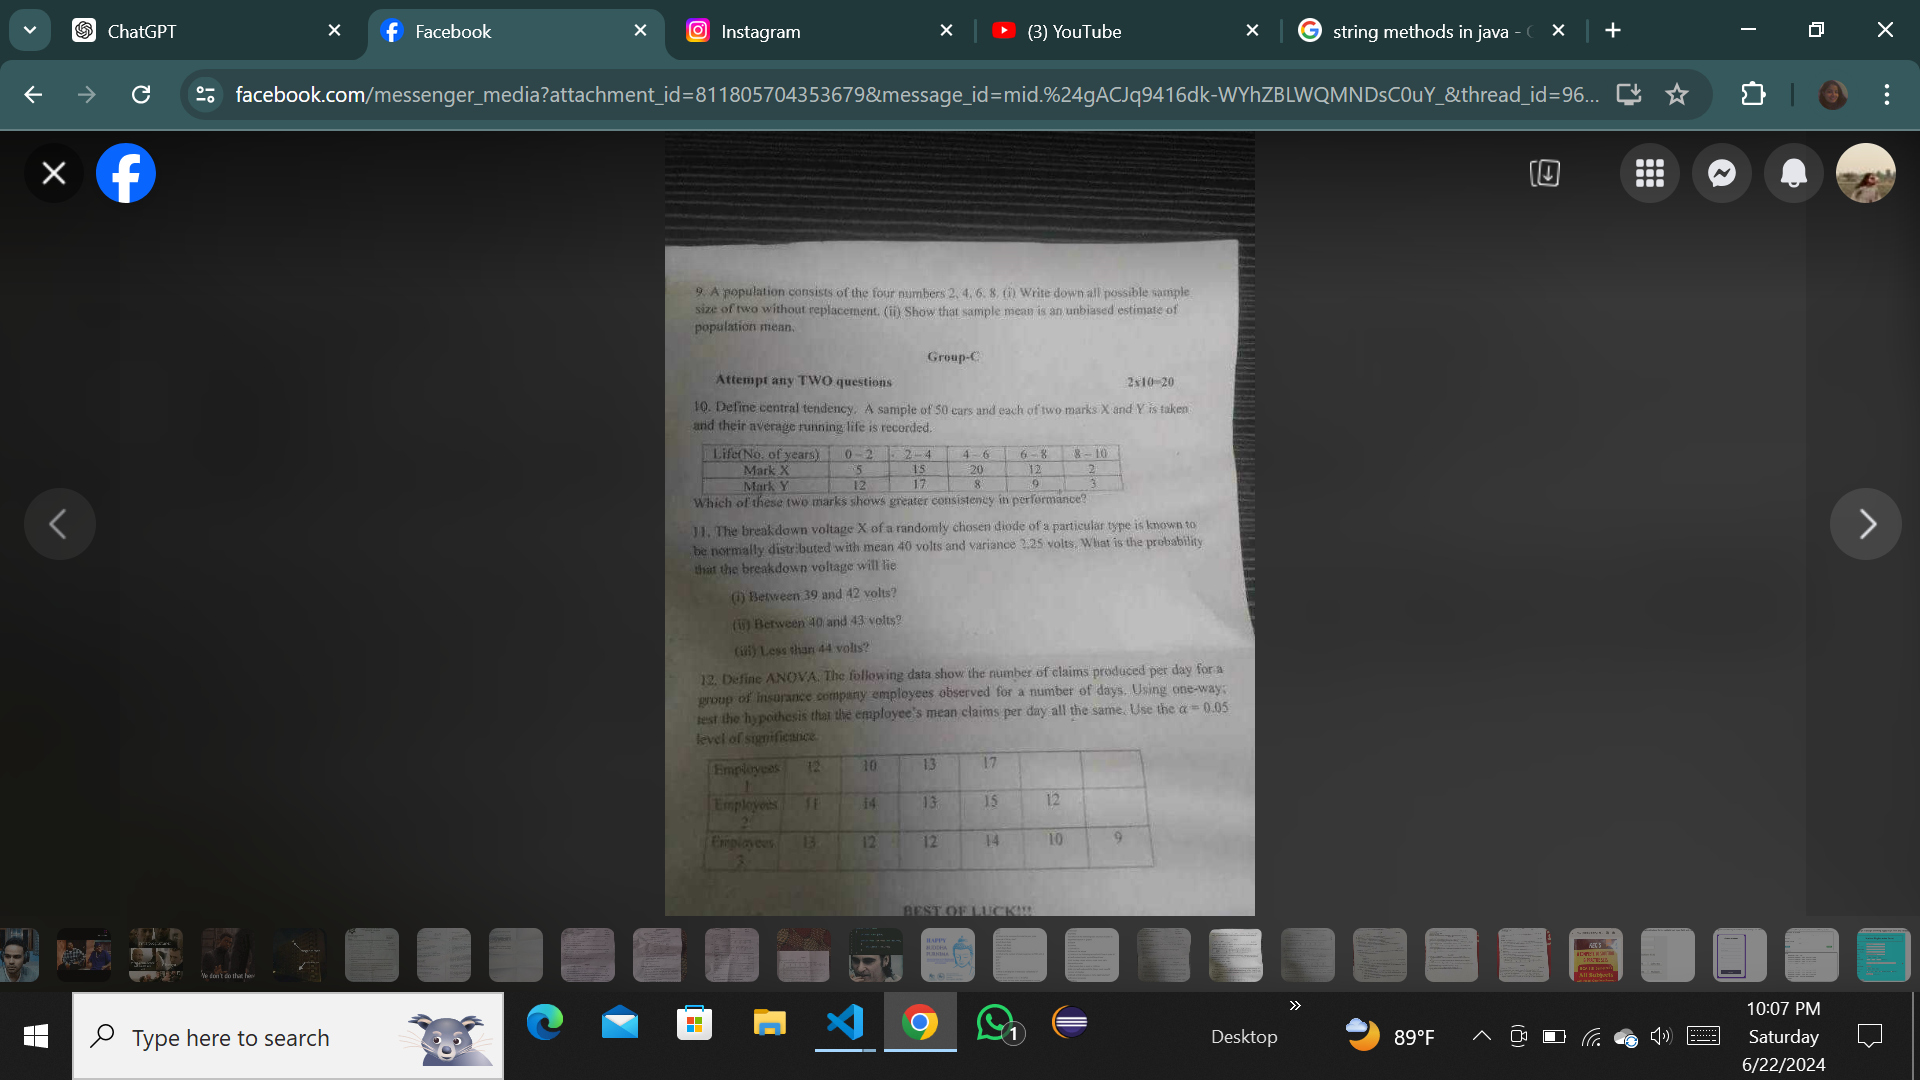 ChatGPT
Facebook
Instagram
(3) YouTube
string methods in java - G
facebook.com/messenger_media?attachment_id=811805704353679&message_id=mid.%24gACJq9416dk-WYhZBLWQMNDsC0uY_&thread_id=96...
9. A population consists of the four numbers 2, 4, 6, 8. (i) Write down all possible sample
size of two without replacement. (ii) Show that sample mean is an unbiased estimate of
population mean.
Group-C
Attempt any TWO questions 2x10=20
10. Define central tendency. A sample of 50 cars and each of two marks X and Y is taken
and their average running life is recorded.
Life(No. of years) 0 – 2 2 – 4 4 – 6 6 – 8 8 – 10
Mark X 5 15 20 12 2
Mark Y 12 17 8 9 3
Which of these two marks shows greater consistency in performance?
11. The breakdown voltage X of a randomly chosen diode of a particular type is known to
be normally distributed with mean 40 volts and variance 2.25 volts. What is the probability
that the breakdown voltage will lie
(i) Between 39 and 42 volts?
(ii) Between 40 and 43 volts?
(iii) Less than 44 volts?
12. Define ANOVA. The following data show the number of claims produced per day for a
group of insurance company employees observed for a number of days. Using one-way;
test the hypothesis that the employee's mean claims per day all the same. Use the α = 0.05
level of significance.
Employees 1 12 10 13 17
Employees 2 11 14 13 15 12
Employees 3 13 12 12 14 10 9
BEST OF LUCK!!!
Type here to search
1
Desktop
89°F
10:07 PM
Saturday
6/22/2024